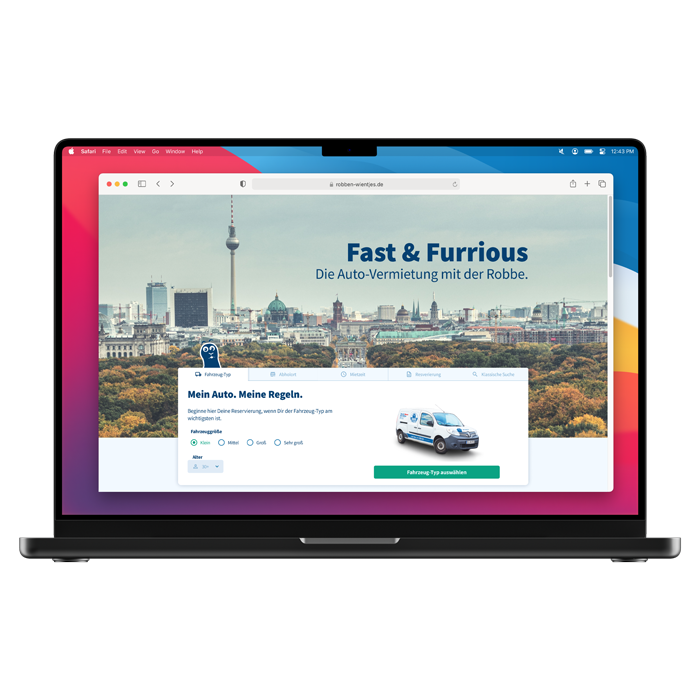 Safari File Edit View Go Window Help
12:43 PM
robben-wientjes.de
Fast & Furrious
Die Auto-Vermietung mit der Robbe.
Fahrzeug-Typ
Mietzeit
Reservierung
Klassische Suche
Mein Auto. Meine Regeln.
Beginne hier Deine Reservierung, wenn Dir der Fahrzeug-Typ am
wichtigsten ist.
Fahrzeuggröße
Klein Mittel Groß Sehr groß
Alter
Fahrzeug-Typ auswählen